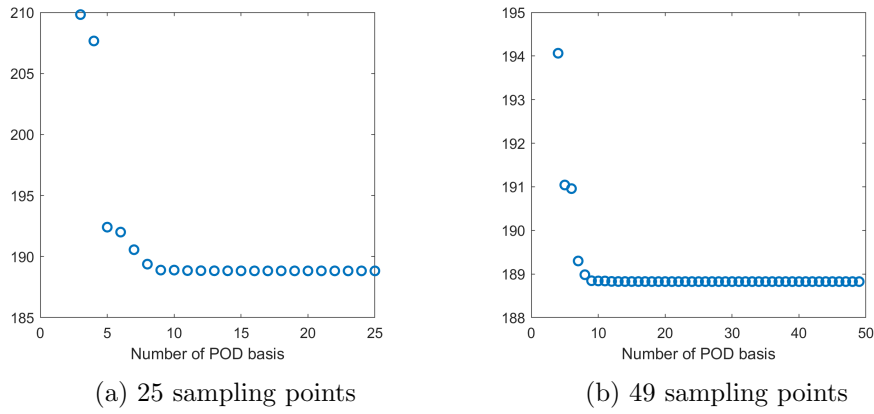 210
205
200
195
190
185
0 5 10 15 20 25
Number of POD basis
(a) 25 sampling points
195
194
193
192
191
190
189
188
0 10 20 30 40 50
Number of POD basis
(b) 49 sampling points